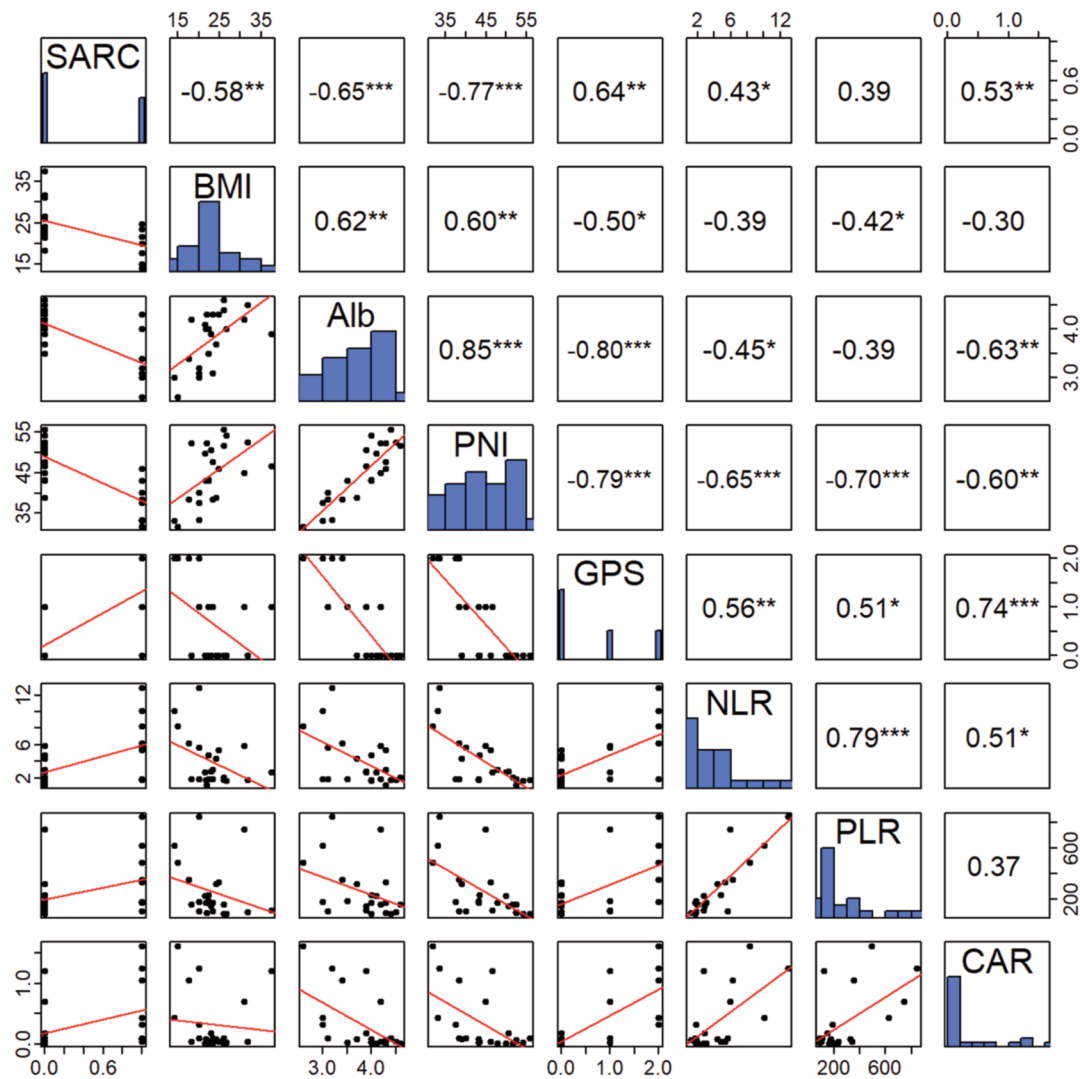 15 25 35 35 45 55 2 6 12 0.0 1.0
SARC -0.58** -0.65*** -0.77*** 0.64** 0.43* 0.39 0.53** 0.0 0.6
15 25 35 BMI 0.62** 0.60** -0.50* -0.39 -0.42* -0.30
Alb 0.85*** -0.80*** -0.45* -0.39 -0.63** 3.0 4.0
35 45 55 PNI -0.79*** -0.65*** -0.70*** -0.60**
GPS 0.56** 0.51* 0.74*** 0.0 1.0 2.0
2 6 12 NLR 0.79*** 0.51*
PLR 0.37 200 600
0.0 1.0 CAR
0.0 0.6 3.0 4.0 0.0 1.0 2.0 200 600